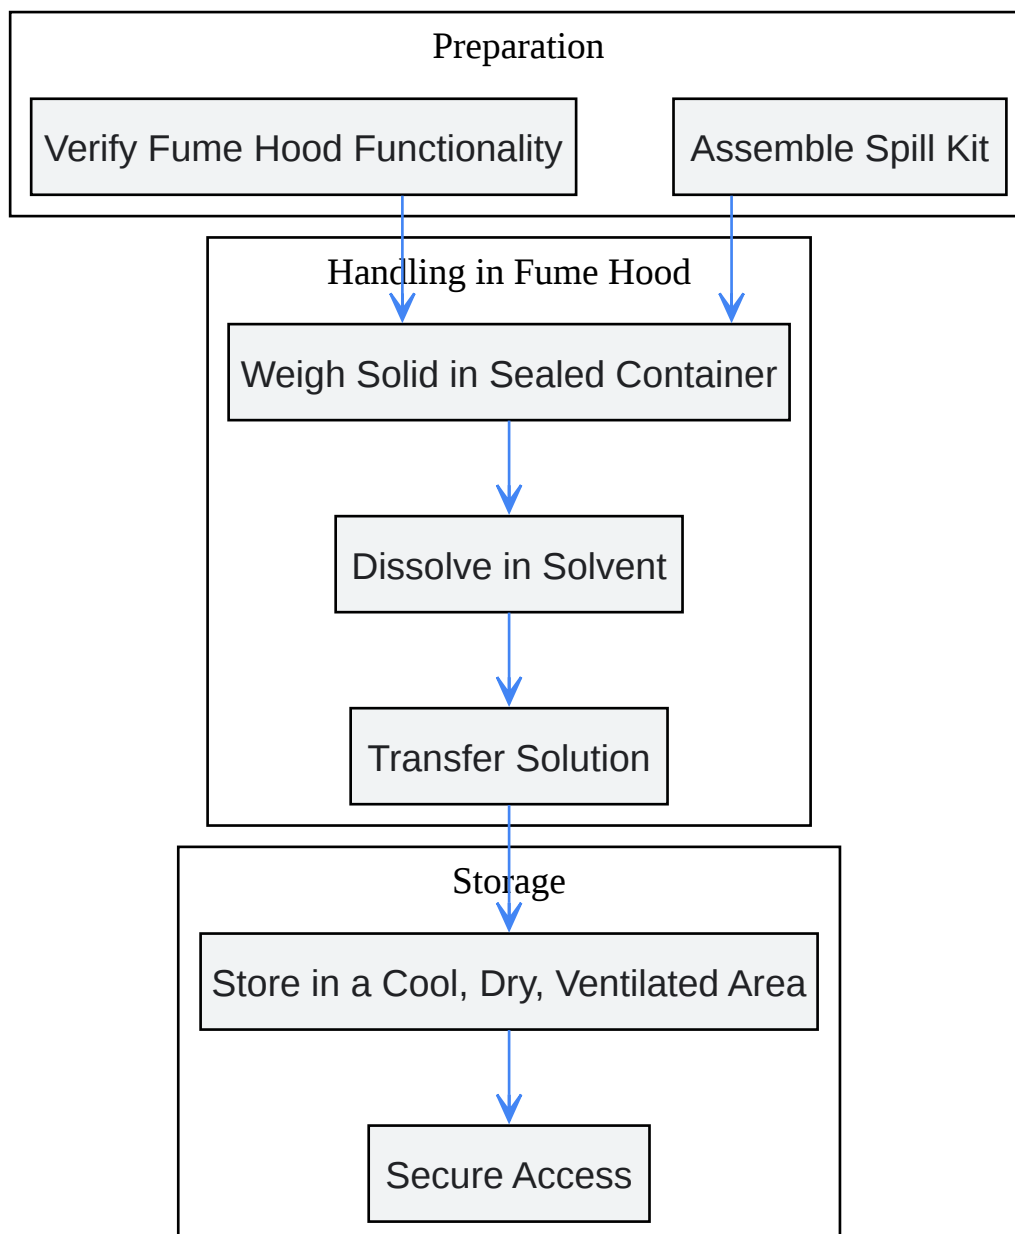 Preparation
Verify Fume Hood Functionality
Assemble Spill Kit
Handling in Fume Hood
Weigh Solid in Sealed Container
Dissolve in Solvent
Transfer Solution
Storage
Store in a Cool, Dry, Ventilated Area
Secure Access